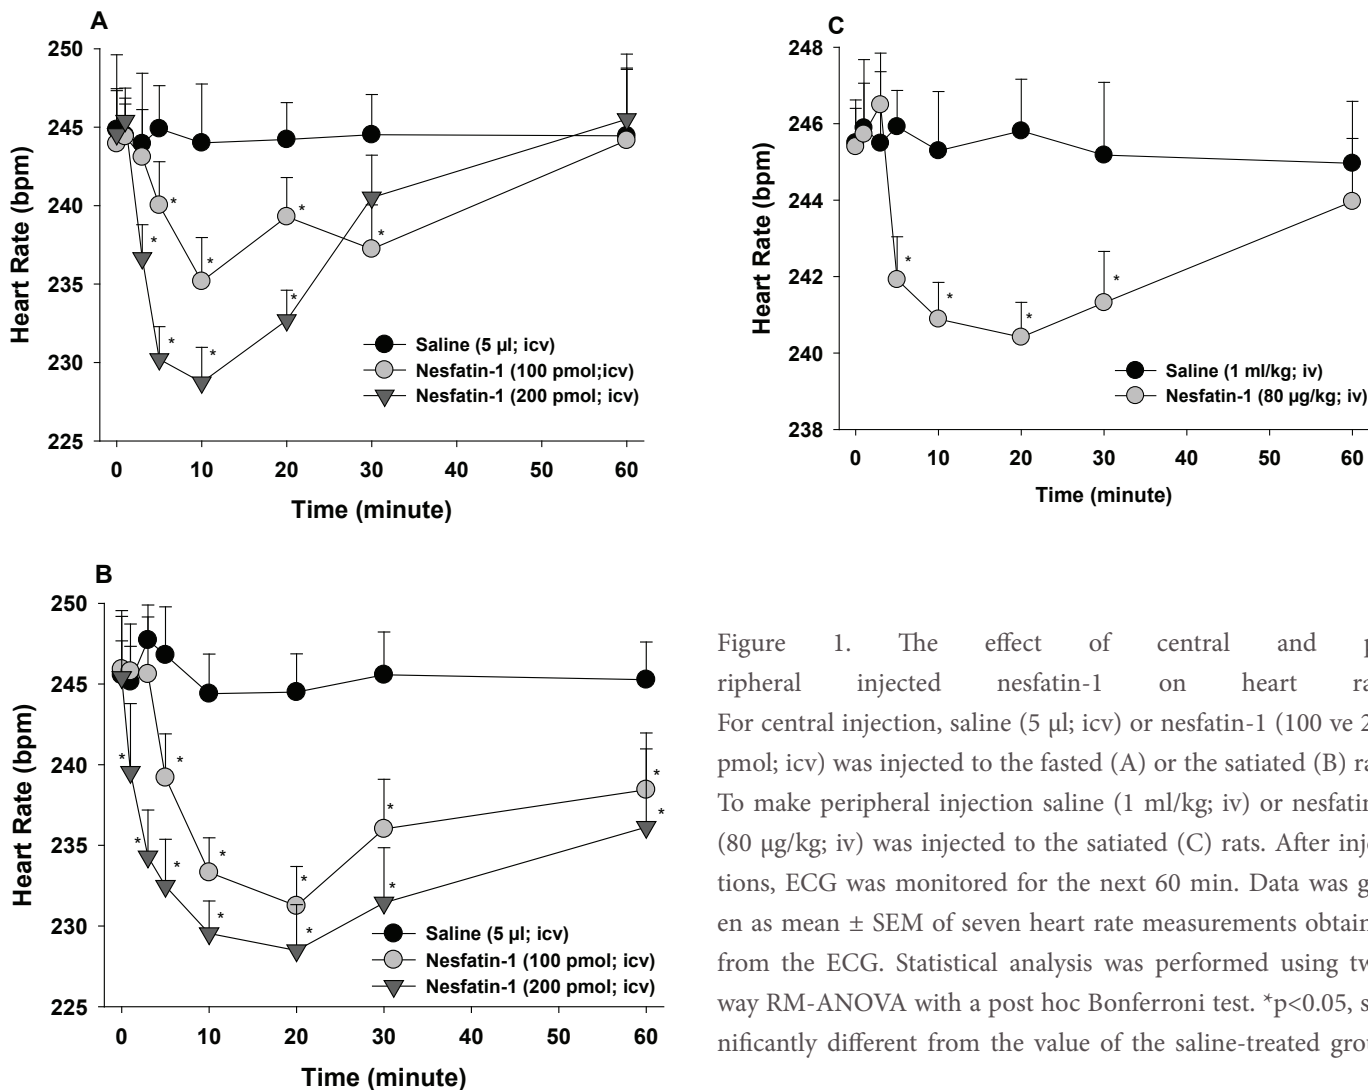 A
250
245
240
235
230
225
Heart Rate (bpm)
* * * * * * * * *
Saline (5 µl; icv)
Nesfatin-1 (100 pmol;icv)
Nesfatin-1 (200 pmol; icv)
0 10 20 30 40 50 60
Time (minute)
C
248
246
244
242
240
238
Heart Rate (bpm)
* * * *
Saline (1 ml/kg; iv)
Nesfatin-1 (80 µg/kg; iv)
0 10 20 30 40 50 60
Time (minute)
B
250
245
240
235
230
225
Heart Rate (bpm)
* * * * * * * * * * * *
Saline (5 µl; icv)
Nesfatin-1 (100 pmol; icv)
Nesfatin-1 (200 pmol; icv)
0 10 20 30 40 50 60
Time (minute)
Figure 1. The effect of central and p
ripheral injected nesfatin-1 on heart ra
For central injection, saline (5 µl; icv) or nesfatin-1 (100 ve 2
pmol; icv) was injected to the fasted (A) or the satiated (B) ra
To make peripheral injection saline (1 ml/kg; iv) or nesfatin
(80 µg/kg; iv) was injected to the satiated (C) rats. After inj
tions, ECG was monitored for the next 60 min. Data was g
en as mean ± SEM of seven heart rate measurements obtain
from the ECG. Statistical analysis was performed using tw
way RM-ANOVA with a post hoc Bonferroni test. *p<0.05, s
nificantly different from the value of the saline-treated gro